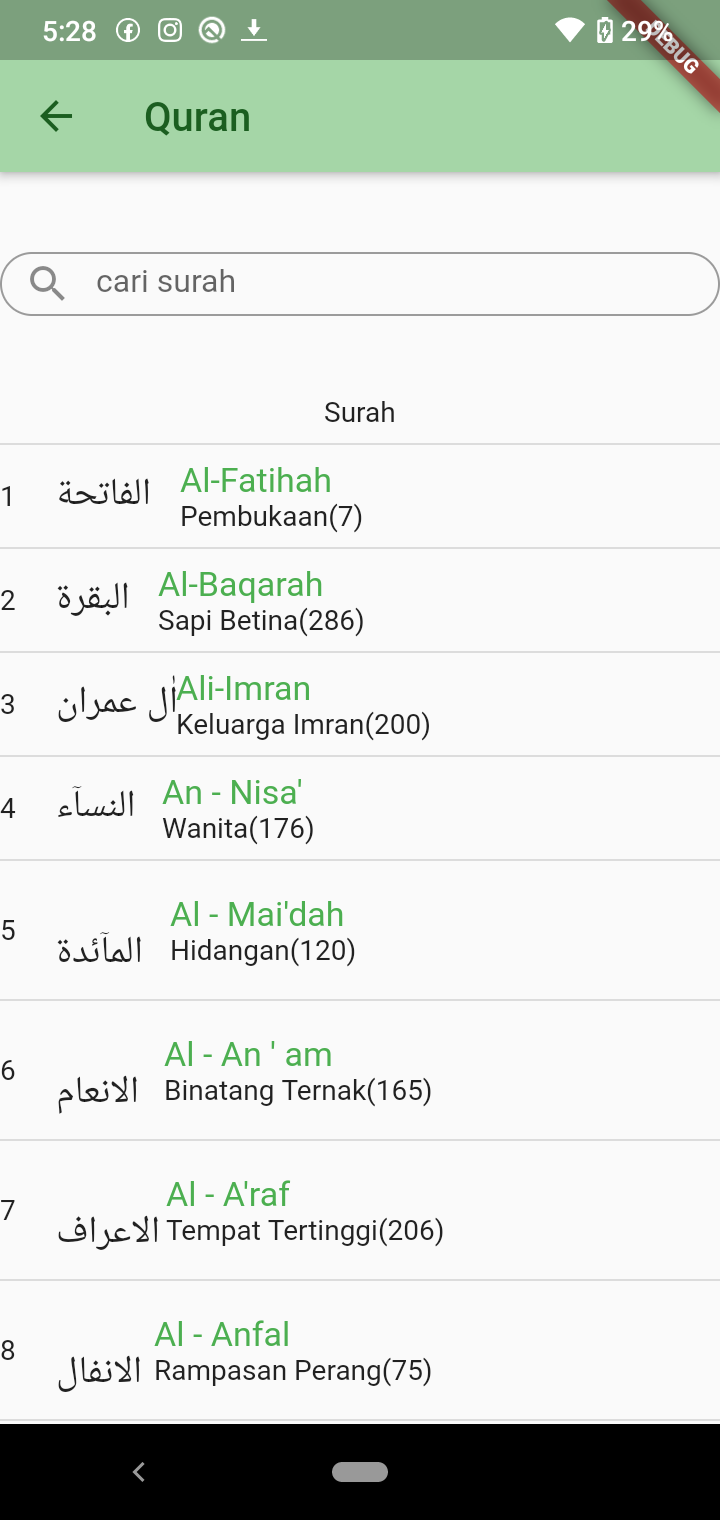 5:28
29%
DEBUG
Quran
cari surah
Surah
1 الفاتحة Al-Fatihah
Pembukaan(7)
2 البقرة Al-Baqarah
Sapi Betina(286)
3 اٰل عمران Ali-Imran
Keluarga Imran(200)
4 النسآء An - Nisa'
Wanita(176)
5 المآئدة Al - Mai'dah
Hidangan(120)
6 الانعام Al - An ' am
Binatang Ternak(165)
7 الاعراف Al - A'raf
Tempat Tertinggi(206)
8 الانفال Al - Anfal
Rampasan Perang(75)